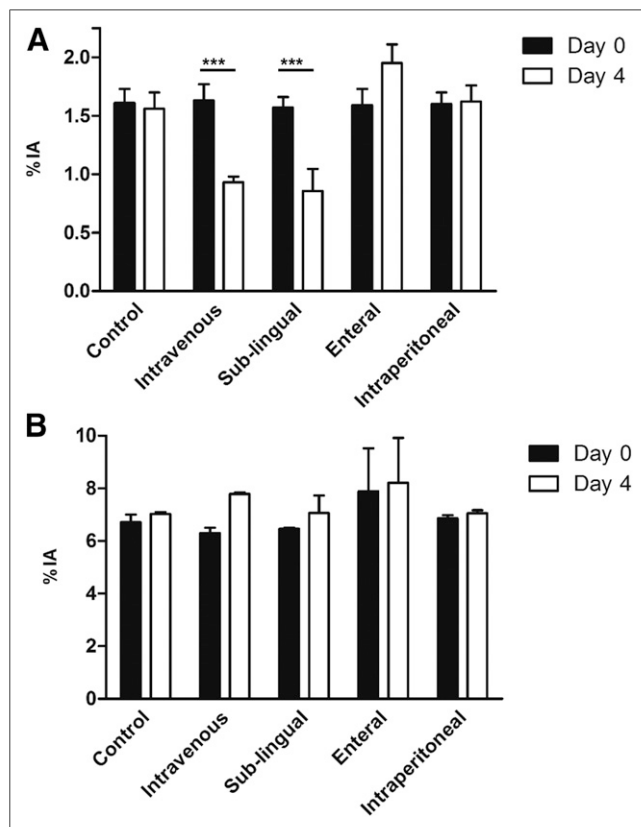 A
Day 0
Day 4
2.0
*** ***
1.5
% IA
1.0
0.5
0.0
Control
Intravenous
Sub-lingual
Enteral
Intraperitoneal
B
Day 0
Day 4
10
8
6
% IA
4
2
0
Control
Intravenous
Sub-lingual
Enteral
Intraperitoneal